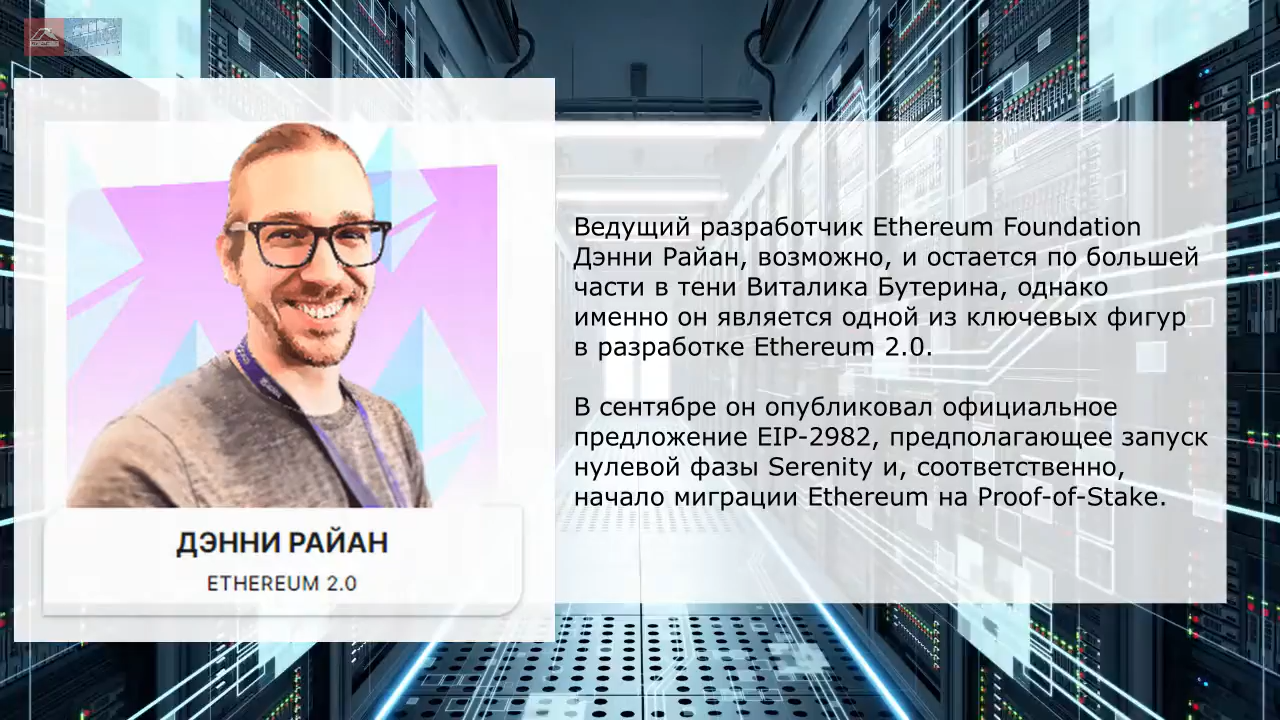 ДЭННИ РАЙАН
ETHEREUM 2.0
Ведущий разработчик Ethereum Foundation
Дэнни Райан, возможно, и остается по большей
части в тени Виталика Бутерина, однако
именно он является одной из ключевых фигур
в разработке Ethereum 2.0.
В сентябре он опубликовал официальное
предложение EIP-2982, предполагающее запуск
нулевой фазы Serenity и, соответственно,
начало миграции Ethereum на Proof-of-Stake.